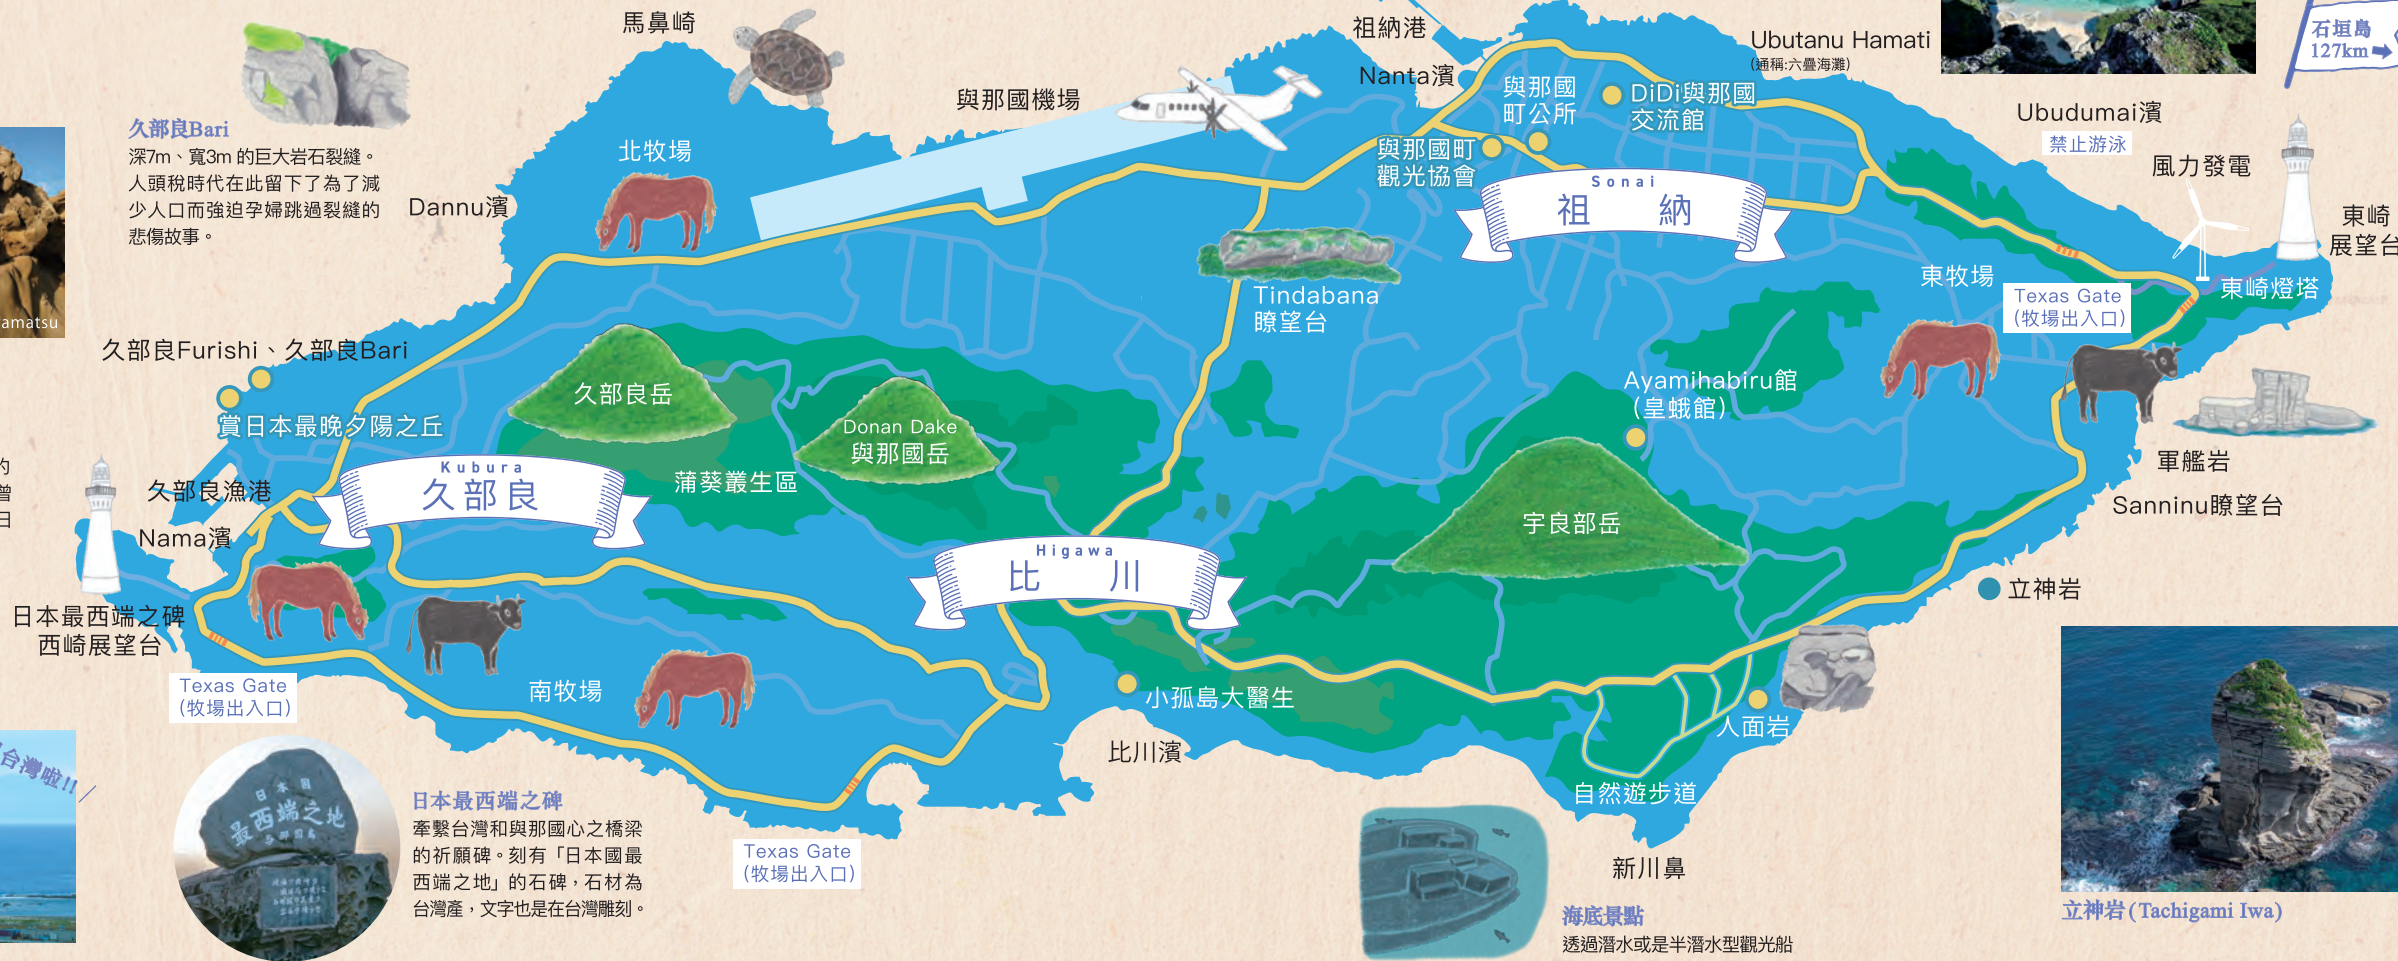 馬鼻崎
祖納港
Nanta濱
Ubutanu Hamati
(通稱:六疊海灘)
石垣島
127km
久部良Bari
深7m、寬3m 的巨大岩石裂縫。
人頭稅時代在此留下了為了減
少人口而強迫孕婦跳過裂縫的
悲傷故事。
與那國機場
與那國
町公所
DiDi與那國
交流館
與那國町
觀光協會
Ubudumai濱
禁止游泳
風力發電
東崎
展望台
北牧場
Dannu濱
Sonai
祖納
Tindabana
瞭望台
東牧場
Texas Gate
(牧場出入口)
東崎燈塔
amatsu
久部良Furishi、久部良Bari
賞日本最晚夕陽之丘
久部良岳
Donan Dake
與那國岳
Ayamihabiru館
(皇蛾館)
蒲葵叢生區
Kubura
久部良
久部良漁港
Nama濱
軍艦岩
Sanninu瞭望台
宇良部岳
Higawa
比川
立神岩
的
日
日本最西端之碑
西崎展望台
Texas Gate
(牧場出入口)
南牧場
小孤島大醫生
比川濱
人面岩
自然遊步道
新川鼻
台灣啦!!
日本国
最西端之地
与那国島
日本最西端之碑
牽繫台灣和與那國心之橋梁
的祈願碑。刻有「日本國最
西端之地」的石碑，石材為
台灣產，文字也是在台灣雕刻。
Texas Gate
(牧場出入口)
海底景點
透過潛水或是半潛水型觀光船
立神岩(Tachigami Iwa)